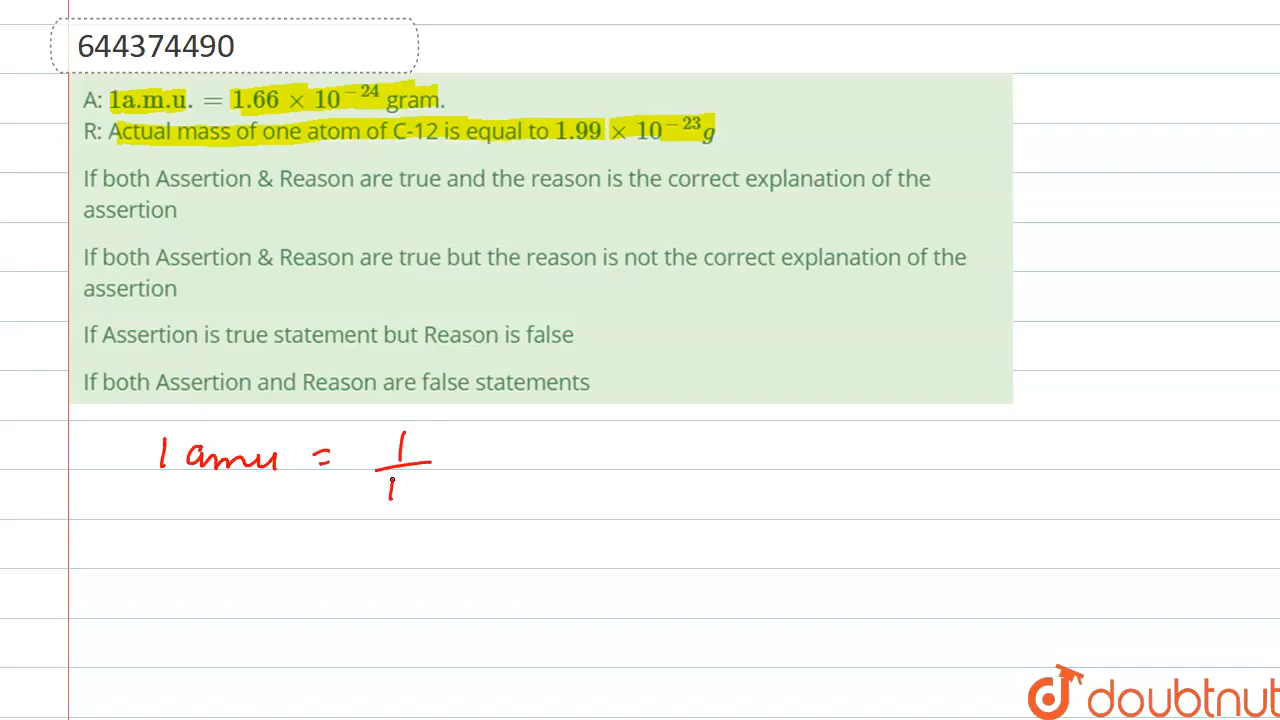 644374490
A: 1a.m.u. = 1.66 × 10⁻²⁴ gram.
R: Actual mass of one atom of C-12 is equal to 1.99 × 10⁻²³g
If both Assertion & Reason are true and the reason is the correct explanation of the
assertion
If both Assertion & Reason are true but the reason is not the correct explanation of the
assertion
If Assertion is true statement but Reason is false
If both Assertion and Reason are false statements
1 amu = 1/1
doubtnut